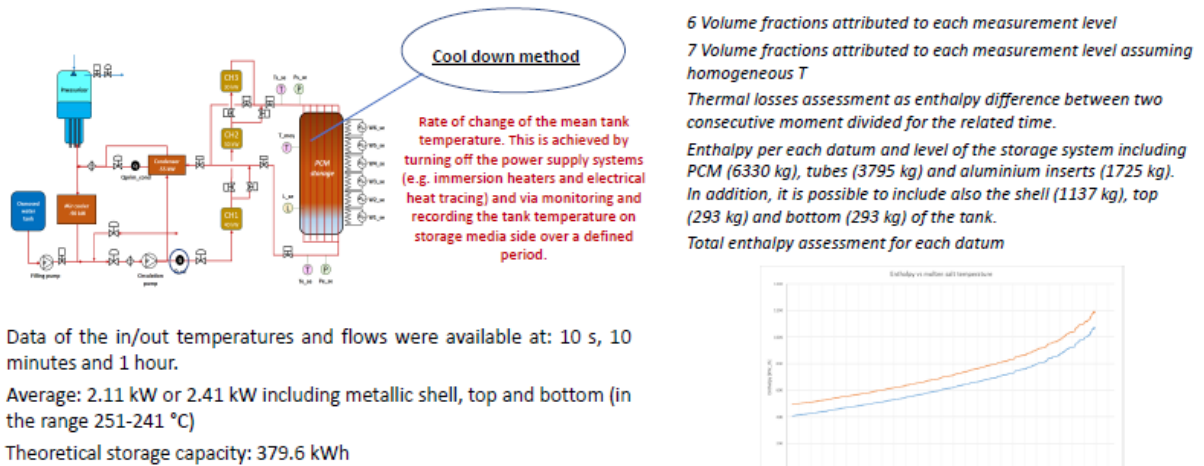 Cool down method
Rate of change of the mean tank
temperature. This is achieved by
turning off the power supply systems
(e.g. immersion heaters and electrical
heat tracing) and via monitoring and
recording the tank temperature on
storage media side over a defined
period.
Pressurizer
CH3
CH2
CH1
Condenser
PCM
storage
Air cooler
Filling pump
Circulation
pump
T
P
T
L
T
P
6 Volume fractions attributed to each measurement level
7 Volume fractions attributed to each measurement level assuming
homogeneous T
Thermal losses assessment as enthalpy difference between two
consecutive moment divided for the related time.
Enthalpy per each datum and level of the storage system including
PCM (6330 kg), tubes (3795 kg) and aluminium inserts (1725 kg).
In addition, it is possible to include also the shell (1137 kg), top
(293 kg) and bottom (293 kg) of the tank.
Total enthalpy assessment for each datum
Enthalpy vs molten salt temperature
Data of the in/out temperatures and flows were available at: 10 s, 10
minutes and 1 hour.
Average: 2.11 kW or 2.41 kW including metallic shell, top and bottom (in
the range 251-241 °C)
Theoretical storage capacity: 379.6 kWh